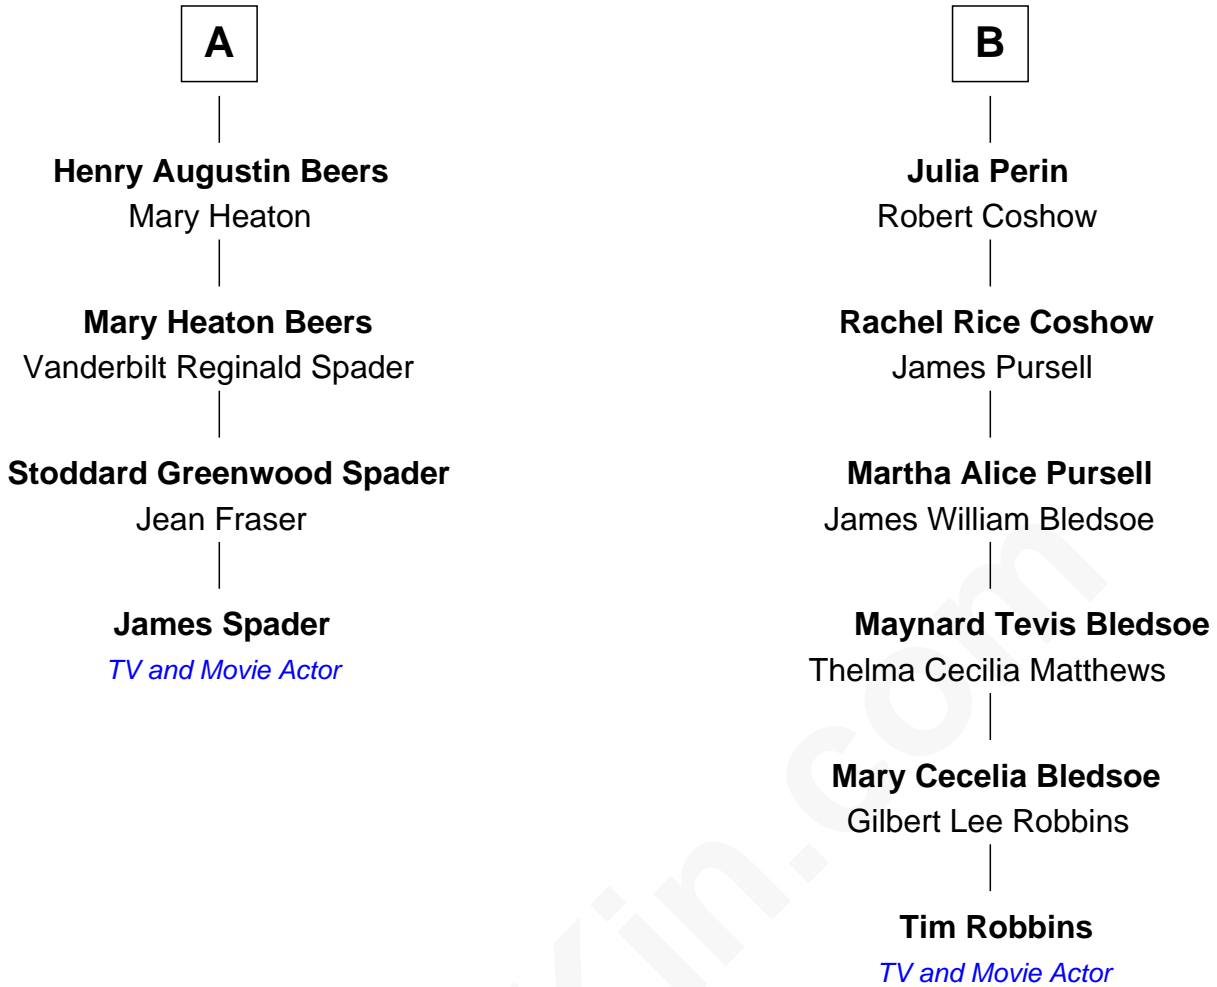 A
Henry Augustin Beers
Mary Heaton
Mary Heaton Beers
Vanderbilt Reginald Spader
Stoddard Greenwood Spader
Jean Fraser
James Spader
TV and Movie Actor
B
Julia Perin
Robert Coshow
Rachel Rice Coshow
James Pursell
Martha Alice Pursell
James William Bledsoe
Maynard Tevis Bledsoe
Thelma Cecilia Matthews
Mary Cecelia Bledsoe
Gilbert Lee Robbins
Tim Robbins
TV and Movie Actor
Kin.com